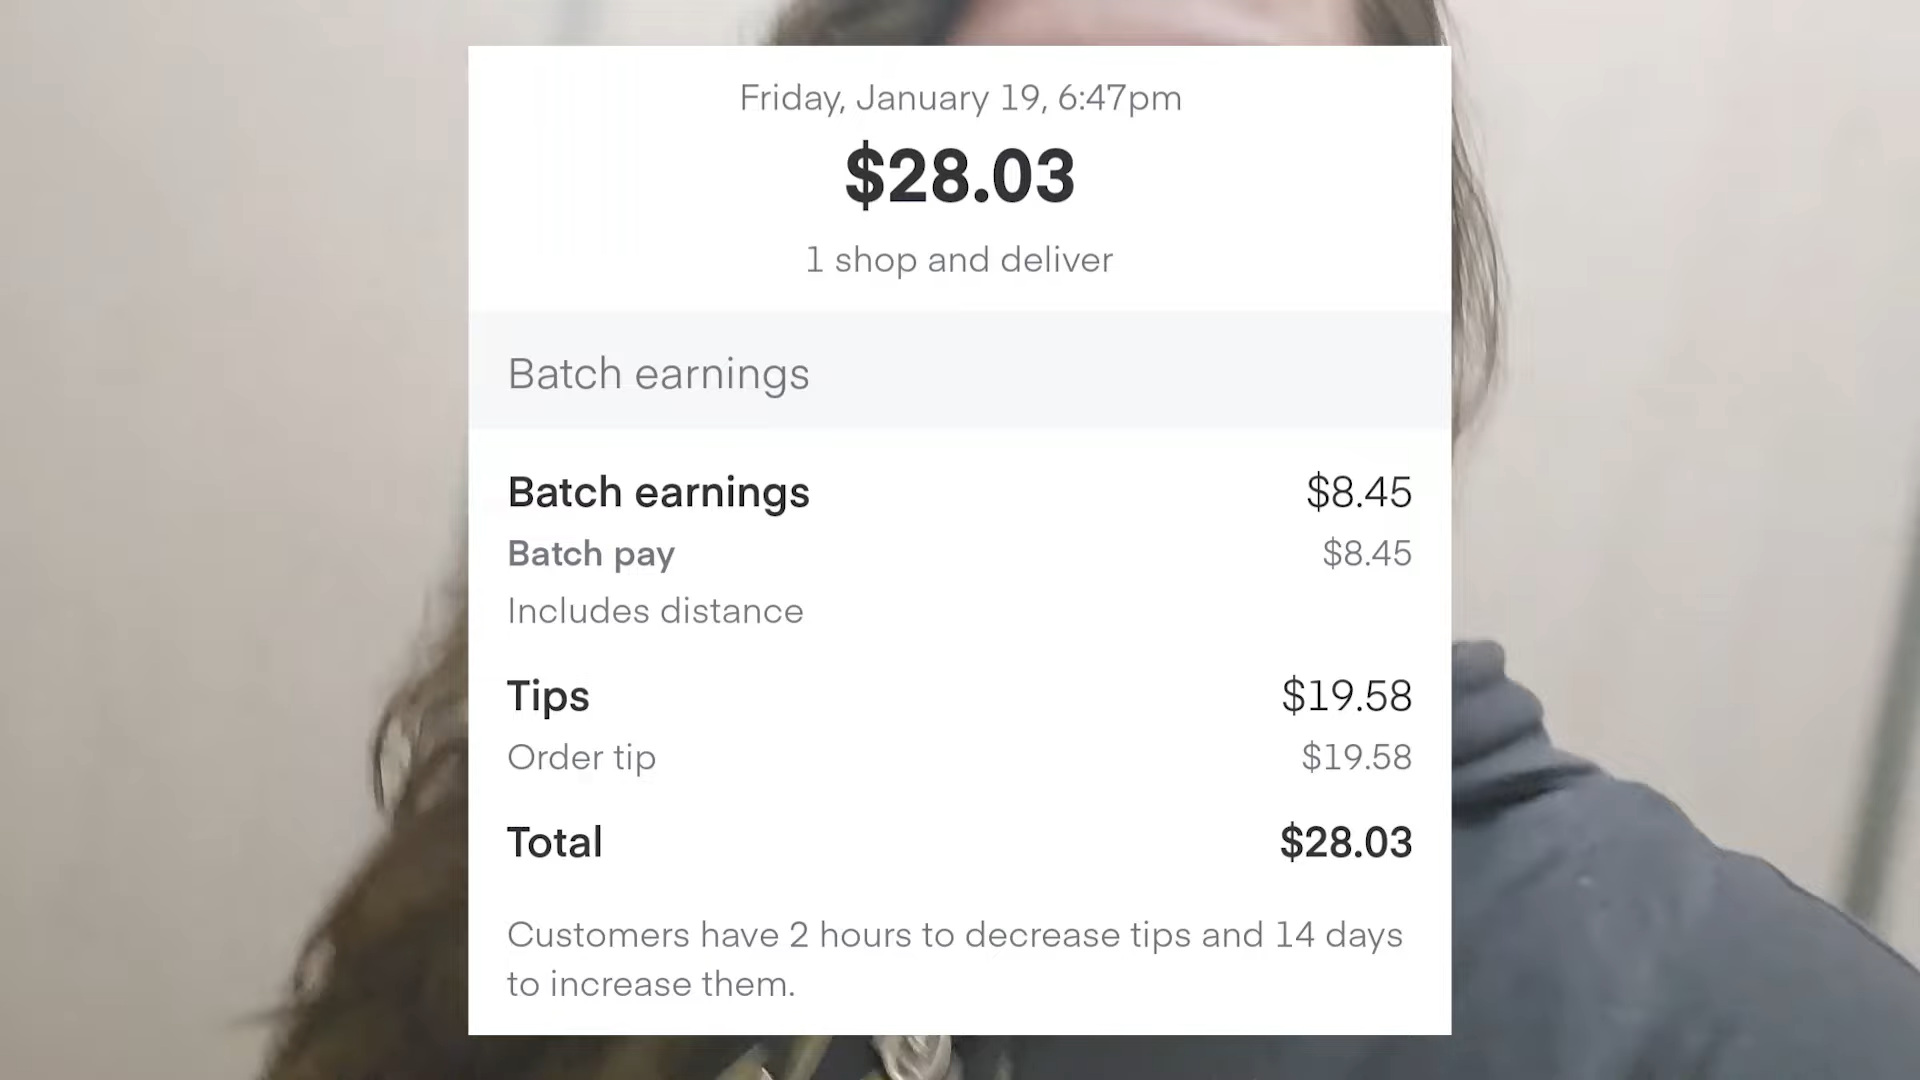 Friday, January 19, 6:47pm
$28.03
1 shop and deliver
Batch earnings
Batch earnings $8.45
Batch pay $8.45
Includes distance
Tips $19.58
Order tip $19.58
Total $28.03
Customers have 2 hours to decrease tips and 14 days
to increase them.